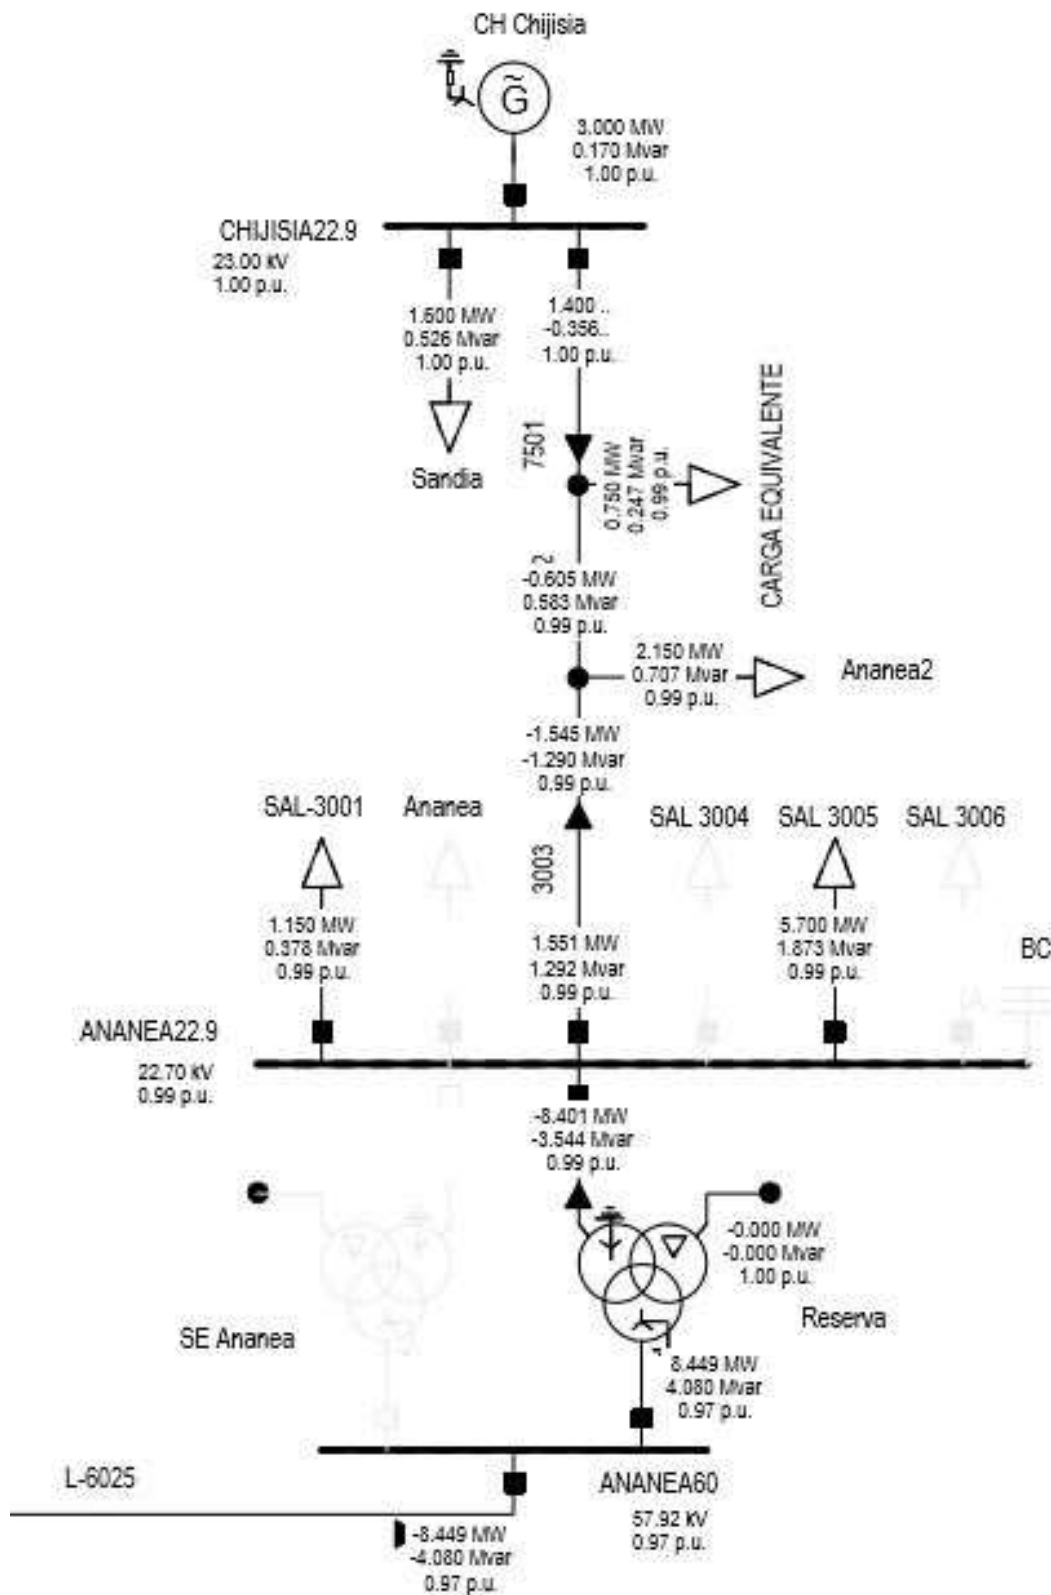 CH Chijisia
G
3.000 MW
0.170 Mvar
1.00 p.u.
CHIJISIA22.9
23.00 kV
1.00 p.u.
1.600 MW
0.526 Mvar
1.00 p.u.
1.400 ..
-0.356..
1.00 p.u.
Sandia
7501
0.750 MW
0.247 Mvar
0.99 p.u.
CARGA EQUIVALENTE
-0.605 MW
0.583 Mvar
0.99 p.u.
2.150 MW
0.707 Mvar
0.99 p.u.
Ananea2
-1.545 MW
-1.290 Mvar
0.99 p.u.
SAL-3001
Ananea
3003
SAL 3004
SAL 3005
SAL 3006
1.150 MW
0.378 Mvar
0.99 p.u.
1.551 MW
1.292 Mvar
0.99 p.u.
5.700 MW
1.873 Mvar
0.99 p.u.
BC
ANANEA22.9
22.70 kV
0.99 p.u.
-8.401 MW
-3.544 Mvar
0.99 p.u.
-0.000 MW
-0.000 Mvar
1.00 p.u.
SE Ananea
Reserva
8.449 MW
4.080 Mvar
0.97 p.u.
L-6025
ANANEA60
57.92 kV
0.97 p.u.
-8.449 MW
-4.080 Mvar
0.97 p.u.